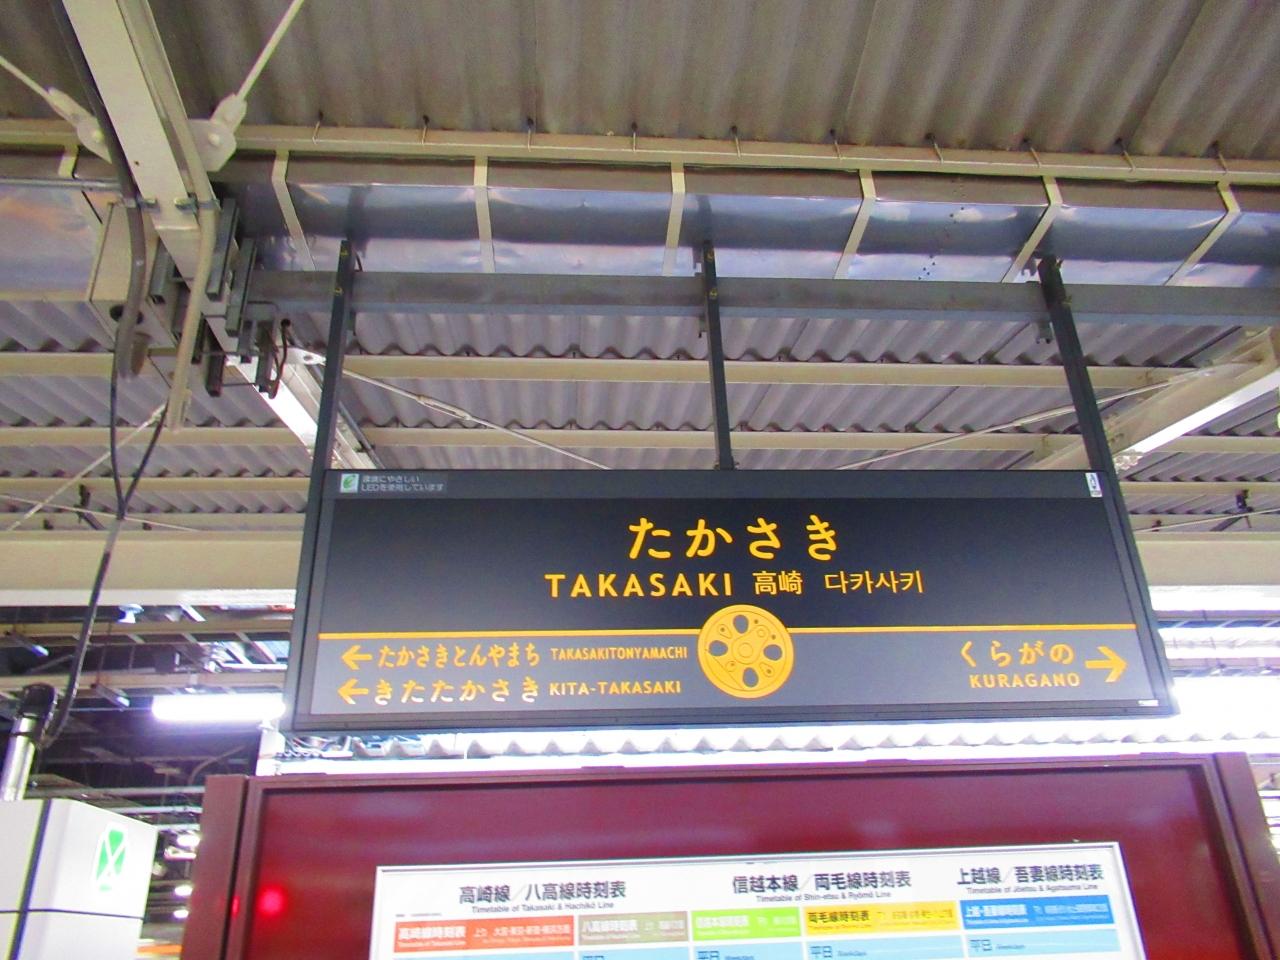 環境にやさしい
LEDを使用しています
たかさき
TAKASAKI 高崎 다카사키
← たかさきとんやまち TAKASAKITONYAMACHI
← きたたかさき KITA-TAKASAKI
くらがの →
KURAGANO
高崎線／八高線時刻表
Timetable of Takasaki & Hachikō Line
信越本線／両毛線時刻表
Timetable of Shin-etsu & Ryōmō Line
上越線／吾妻線時刻表
Timetable of Jōetsu & Agatsuma Line
高崎線時刻表
八高線時刻表
信越本線時刻表
両毛線時刻表
上越・吾妻線時刻表
平日 Weekdays
平日 Weekdays
平日 Weekdays